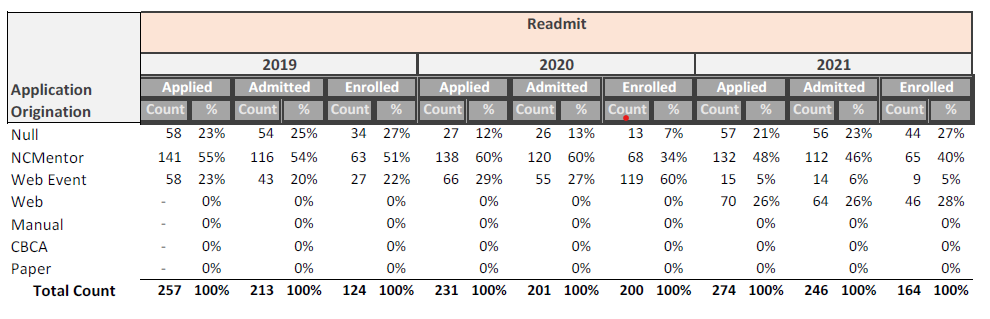 Readmit
2019 2020 2021
Application Applied Admitted Enrolled Applied Admitted Enrolled Applied Admitted Enrolled
Origination Count % Count % Count % Count % Count % Count % Count % Count % Count %
Null 58 23% 54 25% 34 27% 27 12% 26 13% 13 7% 57 21% 56 23% 44 27%
NCMentor 141 55% 116 54% 63 51% 138 60% 120 60% 68 34% 132 48% 112 46% 65 40%
Web Event 58 23% 43 20% 27 22% 66 29% 55 27% 119 60% 15 5% 14 6% 9 5%
Web - 0% 0% 0% 0% 0% 0% 70 26% 64 26% 46 28%
Manual - 0% 0% 0% 0% 0% 0% 0% 0% 0%
CBCA - 0% 0% 0% 0% 0% 0% 0% 0% 0%
Paper - 0% 0% 0% 0% 0% 0% 0% 0% 0%
Total Count 257 100% 213 100% 124 100% 231 100% 201 100% 200 100% 274 100% 246 100% 164 100%